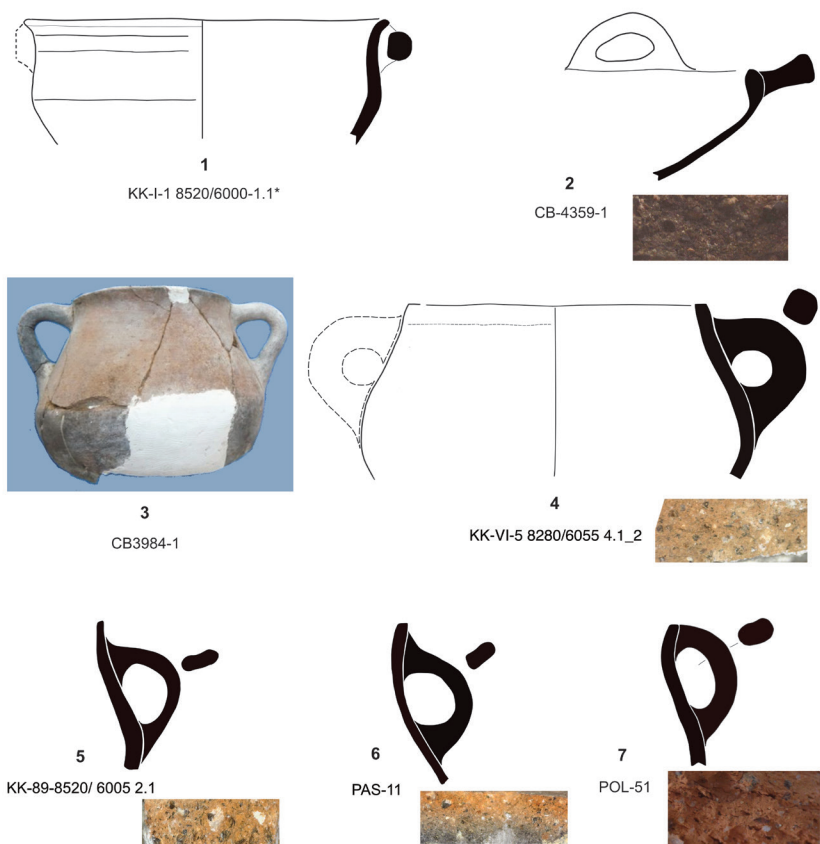 1
KK-I-1 8520/6000-1.1*
2
CB-4359-1
3
CB3984-1
4
KK-VI-5 8280/6055 4.1_2
5
KK-89-8520/ 6005 2.1
6
PAS-11
7
POL-51